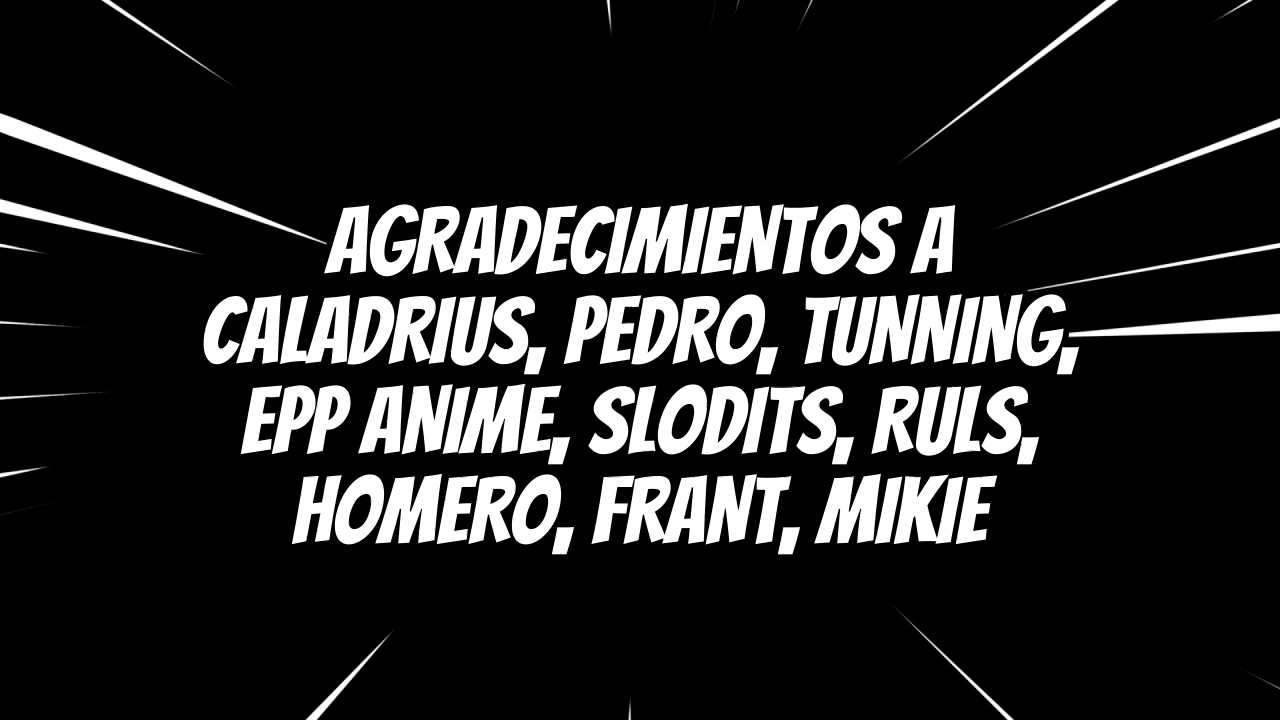 AGRADECIMIENTOS A
CALADRIUS, PEDRO, TUNNING,
EPP ANIME, SLODITS, RULS,
HOMERO, FRANT, MIKIE